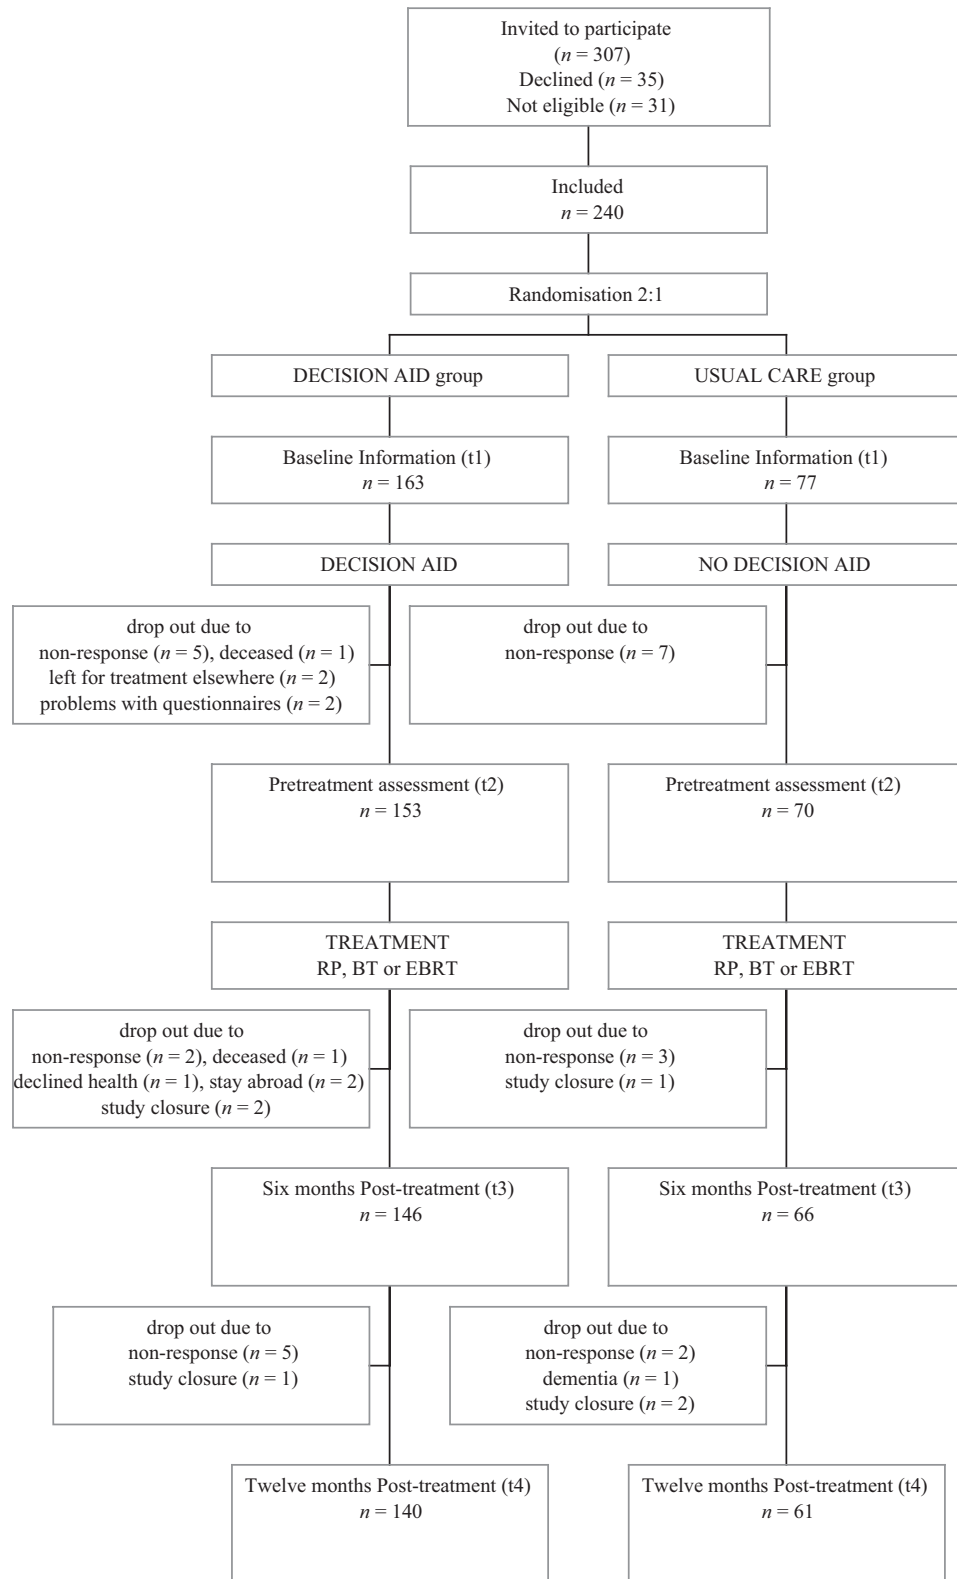 Invited to participate
(n = 307)
Declined (n = 35)
Not eligible (n = 31)
Included
n = 240
Randomisation 2:1
DECISION AID group
USUAL CARE group
Baseline Information (t1)
n = 163
Baseline Information (t1)
n = 77
DECISION AID
NO DECISION AID
drop out due to
non-response (n = 5), deceased (n = 1)
left for treatment elsewhere (n = 2)
problems with questionnaires (n = 2)
drop out due to
non-response (n = 7)
Pretreatment assessment (t2)
n = 153
Pretreatment assessment (t2)
n = 70
TREATMENT
RP, BT or EBRT
TREATMENT
RP, BT or EBRT
drop out due to
non-response (n = 2), deceased (n = 1)
declined health (n = 1), stay abroad (n = 2)
study closure (n = 2)
drop out due to
non-response (n = 3)
study closure (n = 1)
Six months Post-treatment (t3)
n = 146
Six months Post-treatment (t3)
n = 66
drop out due to
non-response (n = 5)
study closure (n = 1)
drop out due to
non-response (n = 2)
dementia (n = 1)
study closure (n = 2)
Twelve months Post-treatment (t4)
n = 140
Twelve months Post-treatment (t4)
n = 61